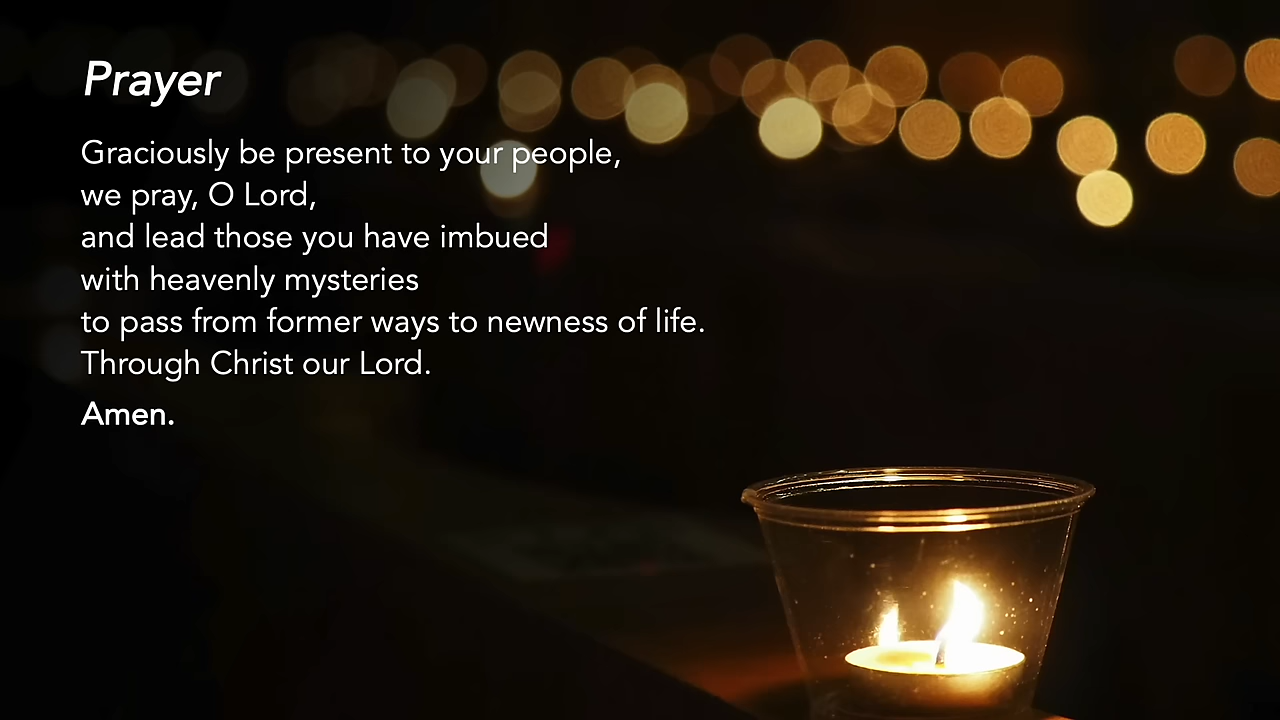 Prayer
Graciously be present to your people,
we pray, O Lord,
and lead those you have imbued
with heavenly mysteries
to pass from former ways to newness of life.
Through Christ our Lord.
Amen.